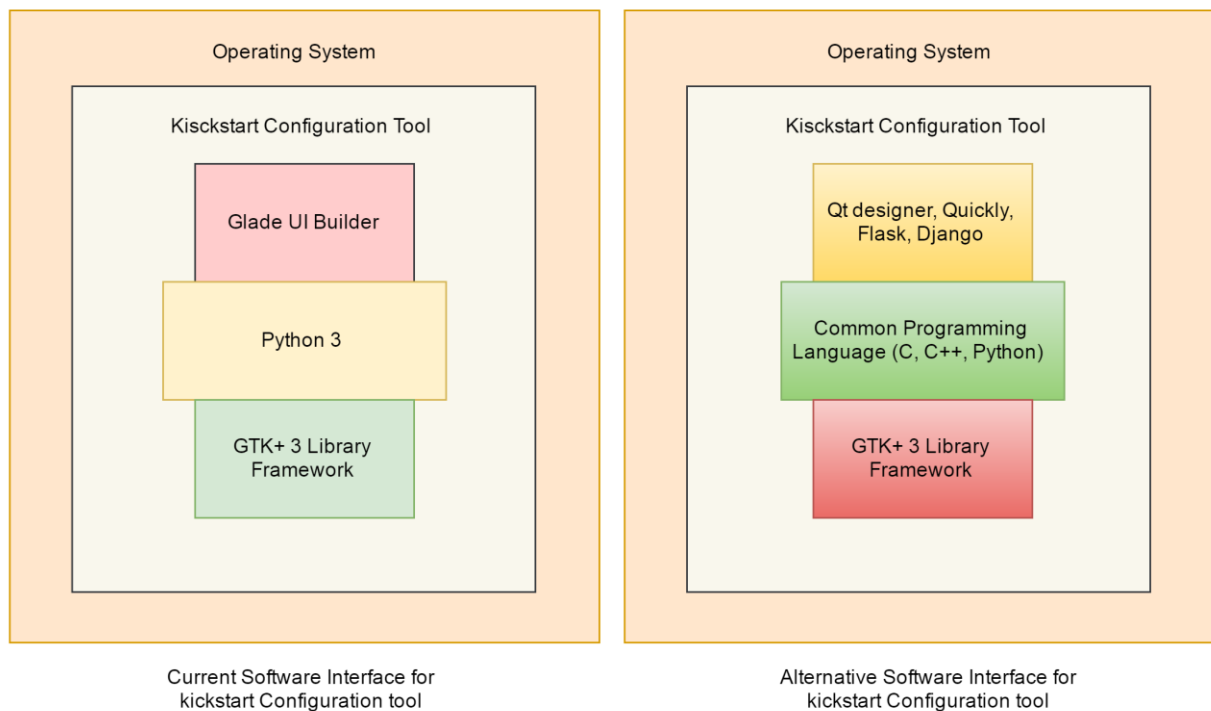 Operating System
Kisckstart Configuration Tool
Glade UI Builder
Python 3
GTK+ 3 Library
Framework
Current Software Interface for
kickstart Configuration tool
Operating System
Kisckstart Configuration Tool
Qt designer, Quickly,
Flask, Django
Common Programming
Language (C, C++, Python)
GTK+ 3 Library
Framework
Alternative Software Interface for
kickstart Configuration tool